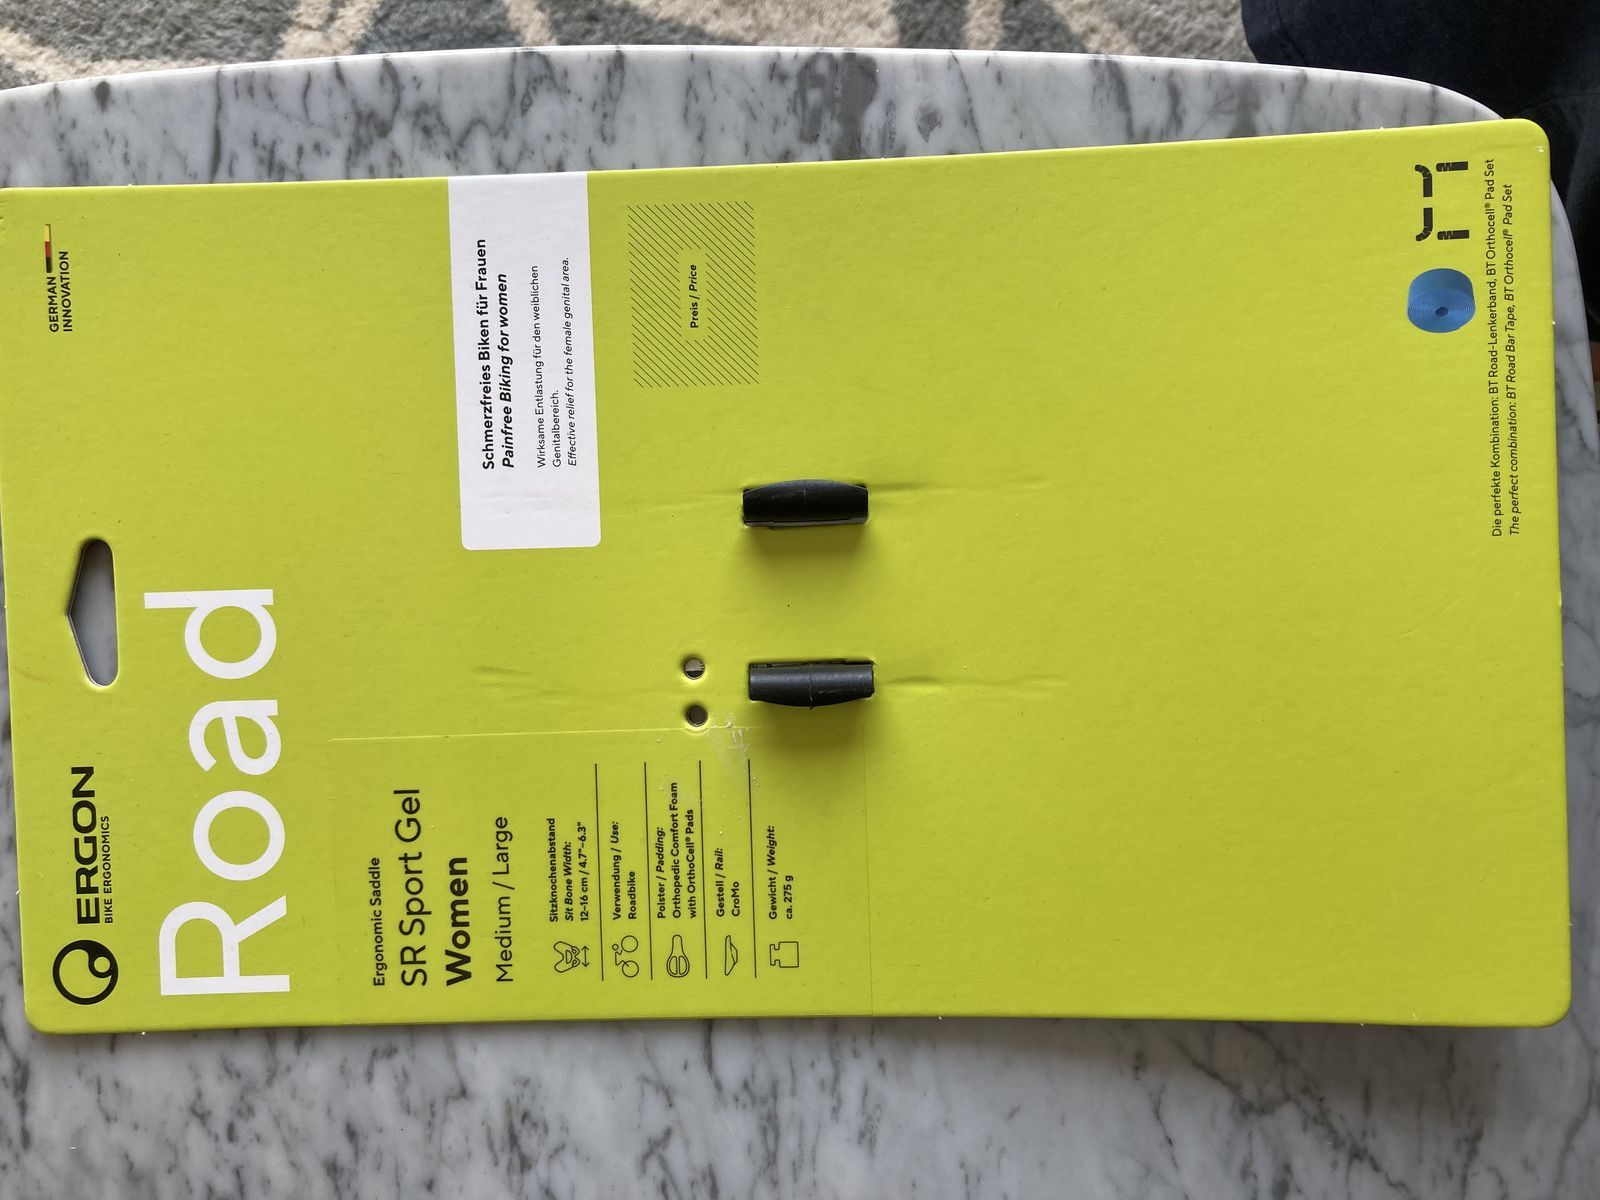 ERGON
BIKE ERGONOMICS
GERMAN
INNOVATION
Road
Ergonomic Saddle
SR Sport Gel
Women
Medium / Large
Sitzknochenabstand
Sit Bone Width:
12–16 cm / 4.7"–6.3"
Verwendung / Use:
Roadbike
Polster / Padding:
Orthopedic Comfort Foam
with OrthoCell® Pads
Gestell / Rail:
CroMo
Gewicht / Weight:
ca. 275 g
Schmerzfreies Biken für Frauen
Painfree Biking for women
Wirksame Entlastung für den weiblichen
Genitalbereich.
Effective relief for the female genital area.
Preis / Price
Die perfekte Kombination: BT Road-Lenkerband, BT Orthocell® Pad Set
The perfect combination: BT Road Bar Tape, BT Orthocell® Pad Set